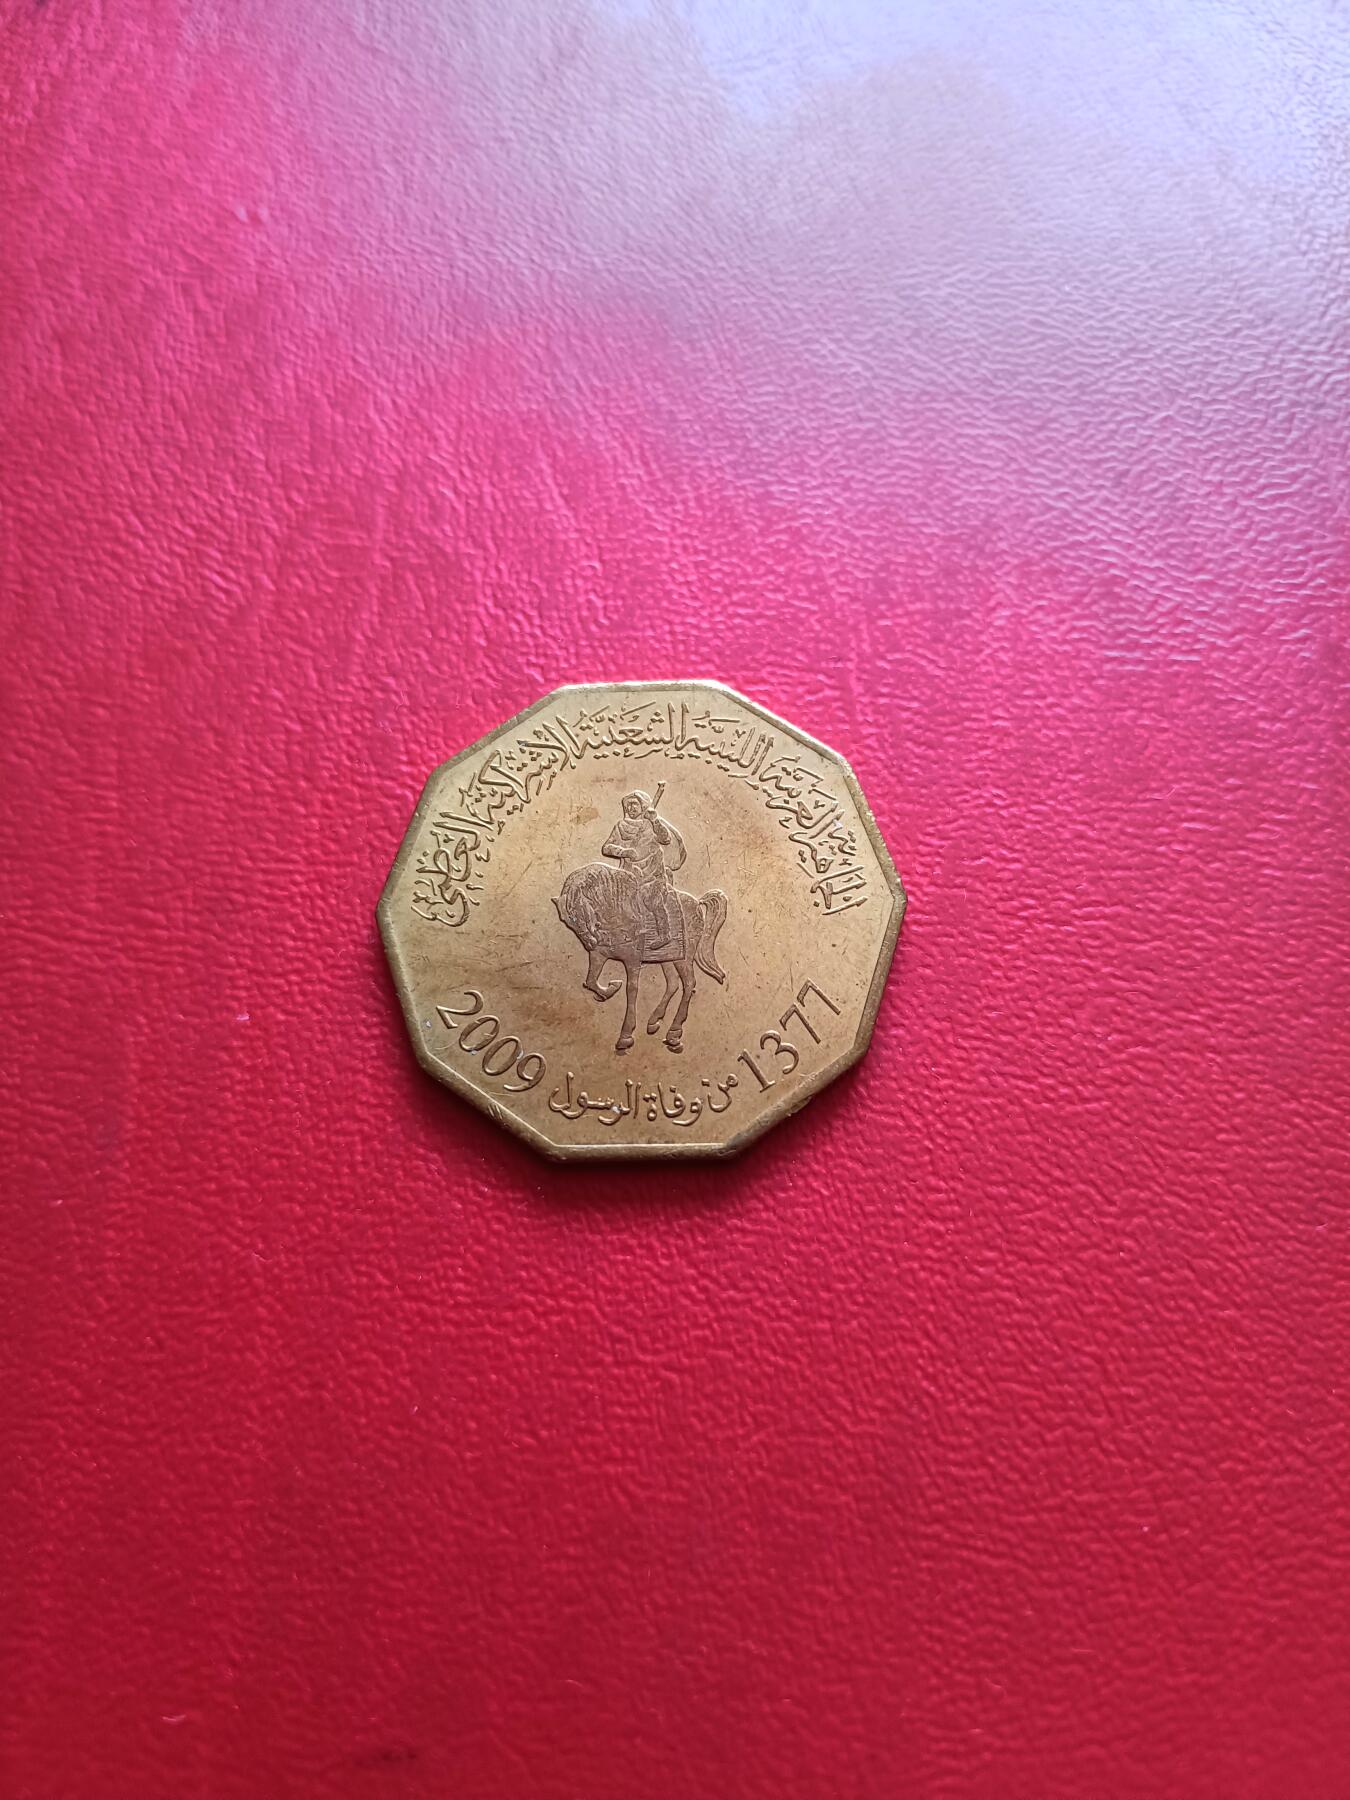 الجماهيرية العربية الليبية الشعبية الاشتراكية العظمى
1377 من وفاة الرسول 2009